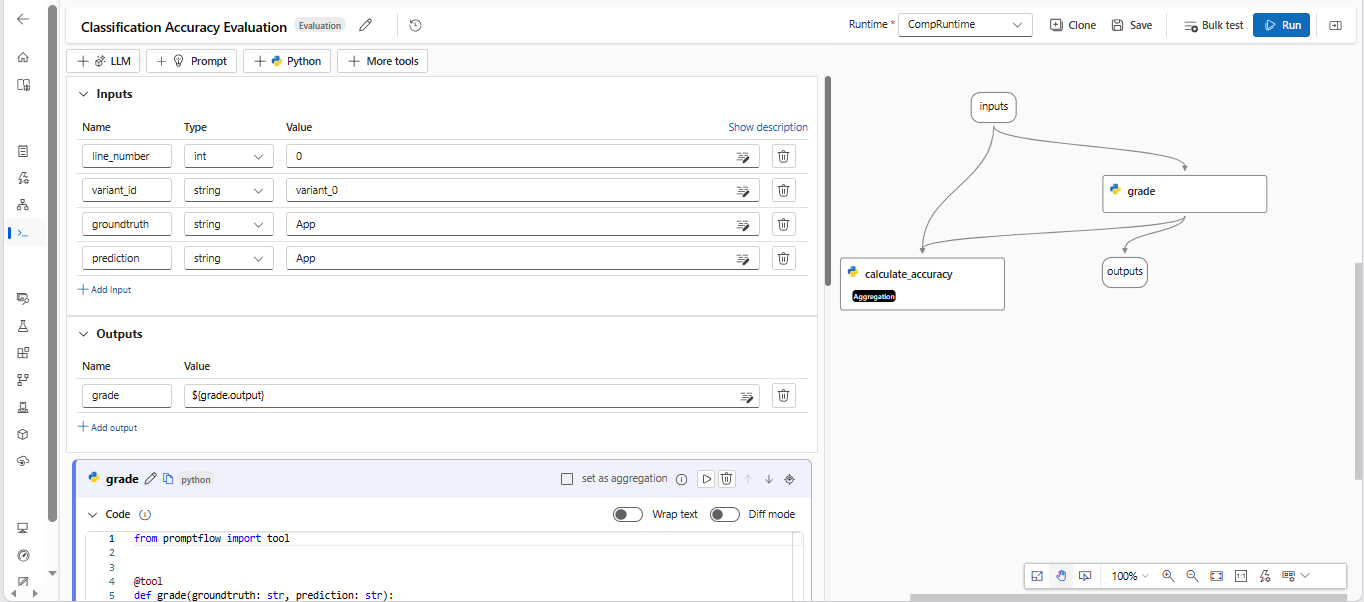 Classification Accuracy Evaluation Evaluation Runtime * CompRuntime Clone Save Bulk test Run
LLM Prompt Python More tools
Inputs
Name Type Value Show description
line_number int 0
variant_id string variant_0
groundtruth string App
prediction string App
Add Input
Outputs
Name Value
grade ${grade.output}
Add output
grade python set as aggregation
Code Wrap text Diff mode
1 from promptflow import tool
2
3
4 @tool
5 def grade(groundtruth: str, prediction: str):
inputs
grade
calculate_accuracy
Aggregation
outputs
100%
1:1